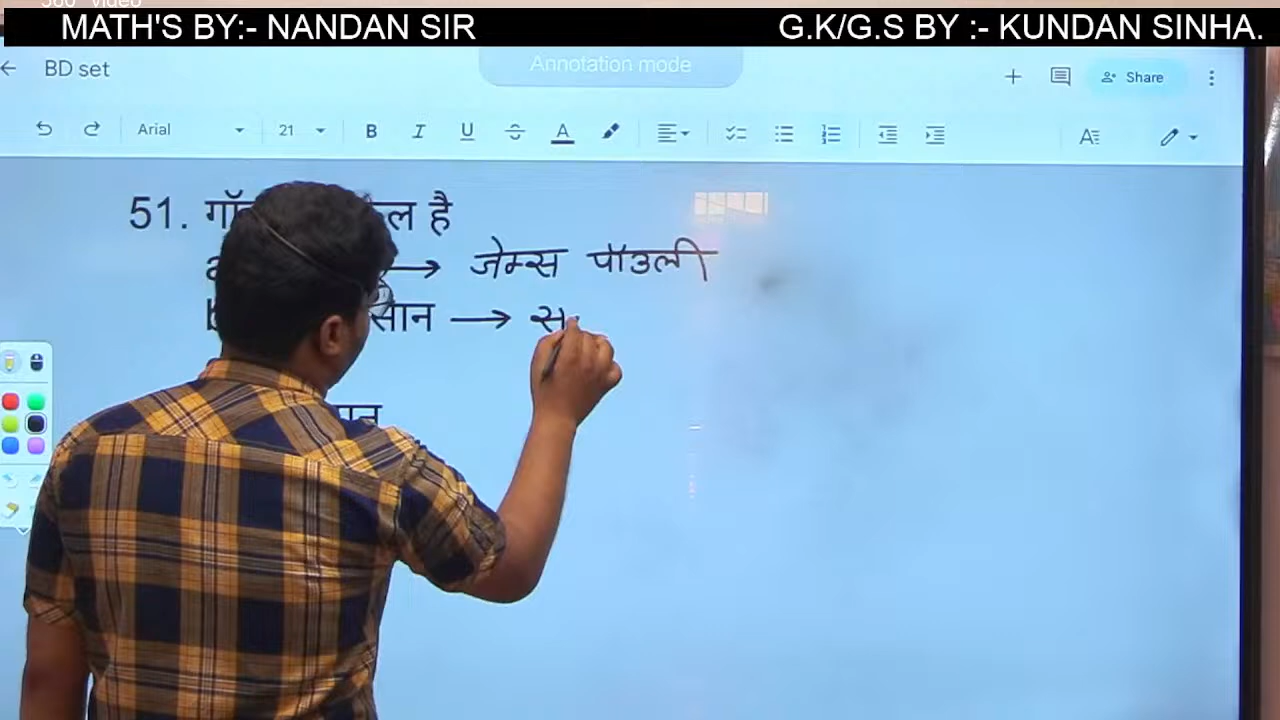 MATH'S BY:- NANDAN SIR
G.K/G.S BY :- KUNDAN SINHA.
BD set
Annotation mode
Share
Arial
21
B I U A
51.
है
→ जेम्स पॉउली
→ स